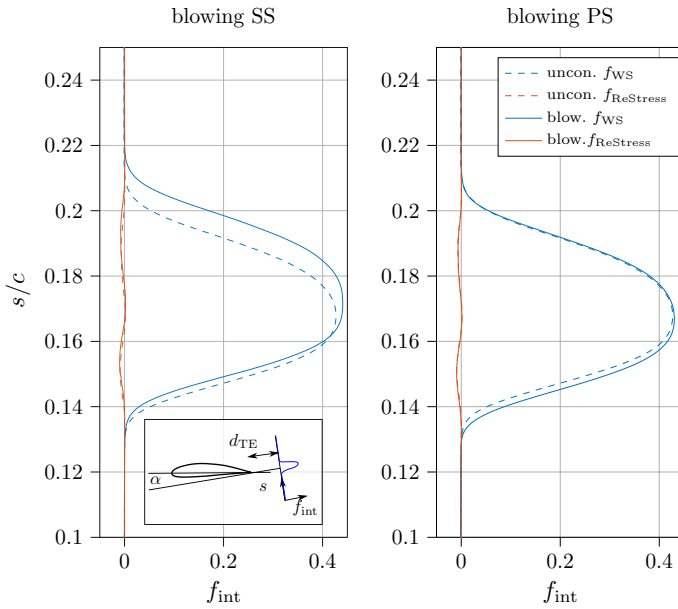 blowing SS
blowing PS
0.24
0.22
0.2
0.18
0.16
0.14
0.12
0.1
s/c
0
0.2
0.4
f_int
0
0.2
0.4
f_int
uncon. f_WS
uncon. f_ReStress
blow. f_WS
blow.f_ReStress
d_TE
α
s
f_int